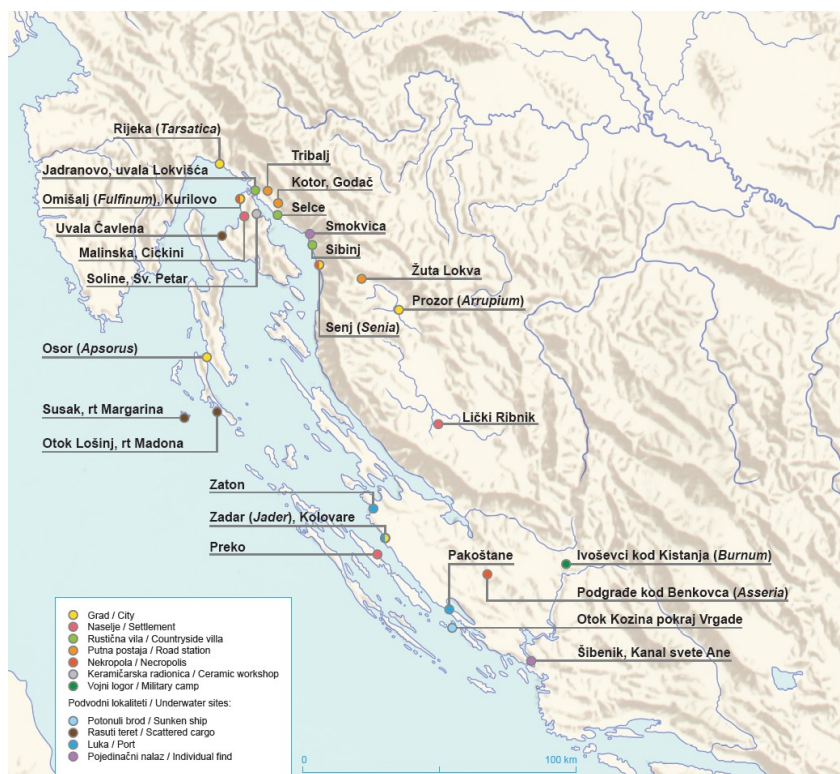 Rijeka (Tarsatica)
Tribalj
Jadranovo, uvala Lokvišća
Kotor, Godač
Omišalj (Fulfinum), Kurilovo
Selce
Uvala Čavlena
Smokvica
Malinska, Cickini
Sibinj
Soline, Sv. Petar
Žuta Lokva
Prozor (Arrupium)
Senj (Senia)
Osor (Apsorus)
Susak, rt Margarina
Lički Ribnik
Otok Lošinj, rt Madona
Zaton
Zadar (Jader), Kolovare
Preko
Pakoštane
Ivoševci kod Kistanja (Burnum)
Podgrađe kod Benkovca (Asseria)
Otok Kozina pokraj Vrgade
Šibenik, Kanal svete Ane
Grad / City
Naselje / Settlement
Rustična vila / Countryside villa
Putna postaja / Road station
Nekropola / Necropolis
Keramičarska radionica / Ceramic workshop
Vojni logor / Military camp
Podvodni lokaliteti / Underwater sites:
Potonuli brod / Sunken ship
Rasuti teret / Scattered cargo
Luka / Port
Pojedinačni nalaz / Individual find
0
100 km